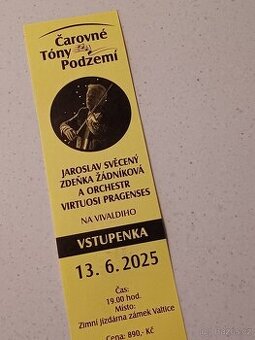 Čarovné
Tóny
Podzemí
JAROSLAV SVĚCENÝ
ZDEŇKA ŽÁDNÍKOVÁ
A ORCHESTR
VIRTUOSI PRAGENSES
NA VIVALDIHO
VSTUPENKA
13. 6. 2025
Čas:
19.00 hod.
Místo:
Zimní jízdárna zámek Valtice
Cena: 890,- Kč